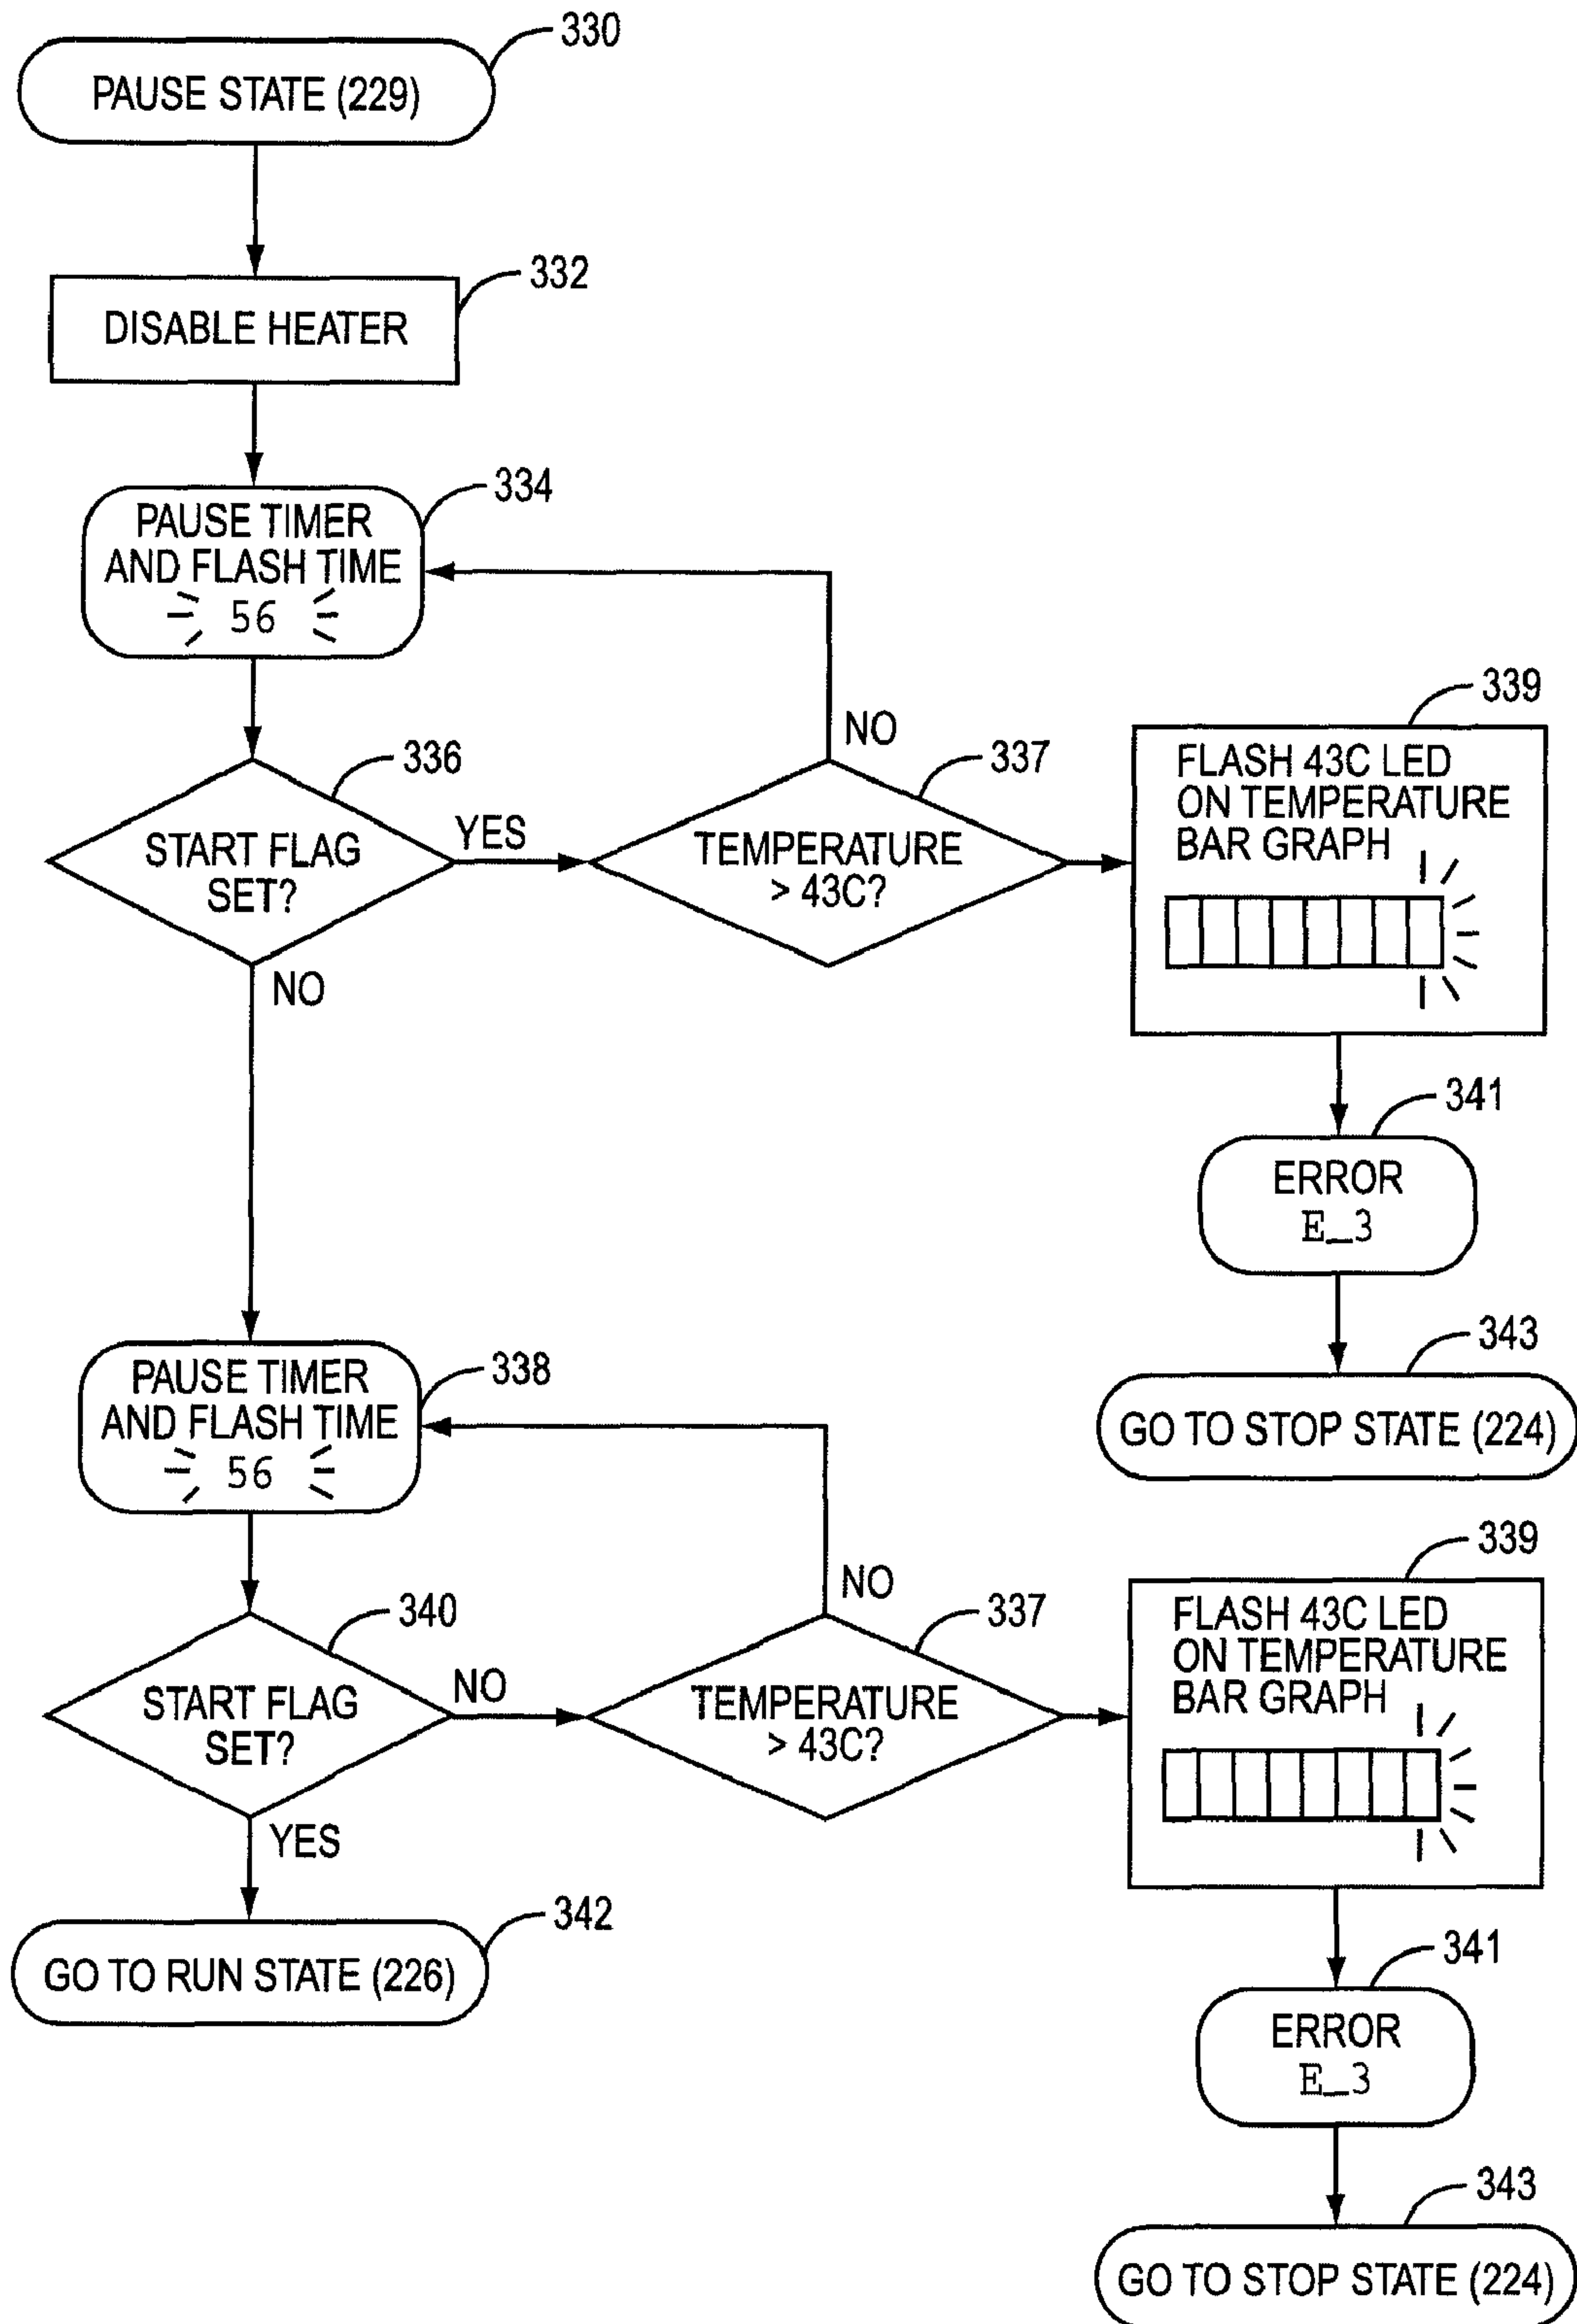 330
PAUSE STATE (229)
332
DISABLE HEATER
334
PAUSE TIMER
AND FLASH TIME
56
336
START FLAG
SET?
YES
NO
337
TEMPERATURE
> 43C?
NO
339
FLASH 43C LED
ON TEMPERATURE
BAR GRAPH
341
ERROR
E_3
343
GO TO STOP STATE (224)
338
PAUSE TIMER
AND FLASH TIME
56
340
START FLAG
SET?
NO
YES
337
TEMPERATURE
> 43C?
NO
339
FLASH 43C LED
ON TEMPERATURE
BAR GRAPH
342
GO TO RUN STATE (226)
341
ERROR
E_3
343
GO TO STOP STATE (224)